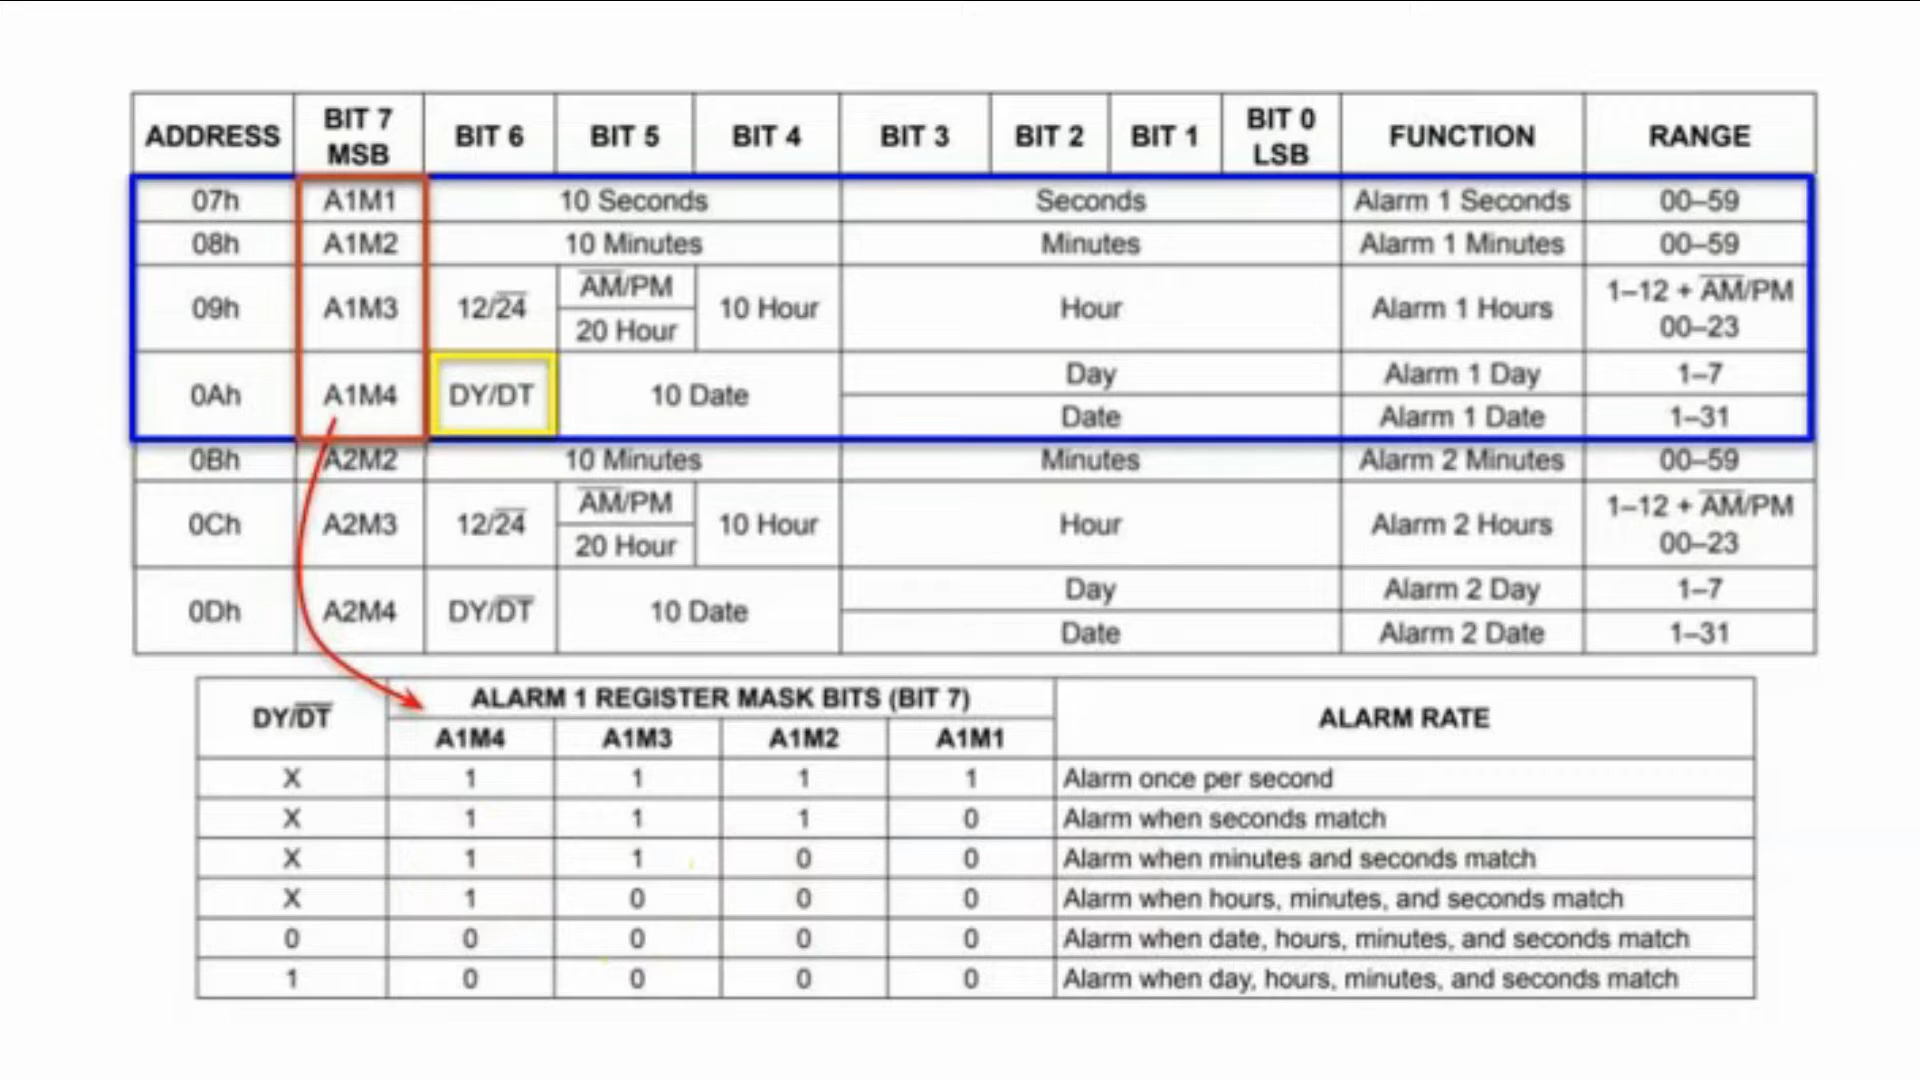 ADDRESS BIT 7 MSB BIT 6 BIT 5 BIT 4 BIT 3 BIT 2 BIT 1 BIT 0 LSB FUNCTION RANGE
07h A1M1 10 Seconds Seconds Alarm 1 Seconds 00–59
08h A1M2 10 Minutes Minutes Alarm 1 Minutes 00–59
09h A1M3 12/2̅4̅ A̅M̅/PM 20 Hour 10 Hour Hour Alarm 1 Hours 1–12 + A̅M̅/PM 00–23
0Ah A1M4 DY/DT 10 Date Day Alarm 1 Day 1–7
Date Alarm 1 Date 1–31
0Bh A2M2 10 Minutes Minutes Alarm 2 Minutes 00–59
0Ch A2M3 12/2̅4̅ A̅M̅/PM 20 Hour 10 Hour Hour Alarm 2 Hours 1–12 + A̅M̅/PM 00–23
0Dh A2M4 DY/D̅T̅ 10 Date Day Alarm 2 Day 1–7
Date Alarm 2 Date 1–31
DY/D̅T̅ ALARM 1 REGISTER MASK BITS (BIT 7) ALARM RATE
A1M4 A1M3 A1M2 A1M1
X 1 1 1 1 Alarm once per second
X 1 1 1 0 Alarm when seconds match
X 1 1 0 0 Alarm when minutes and seconds match
X 1 0 0 0 Alarm when hours, minutes, and seconds match
0 0 0 0 0 Alarm when date, hours, minutes, and seconds match
1 0 0 0 0 Alarm when day, hours, minutes, and seconds match